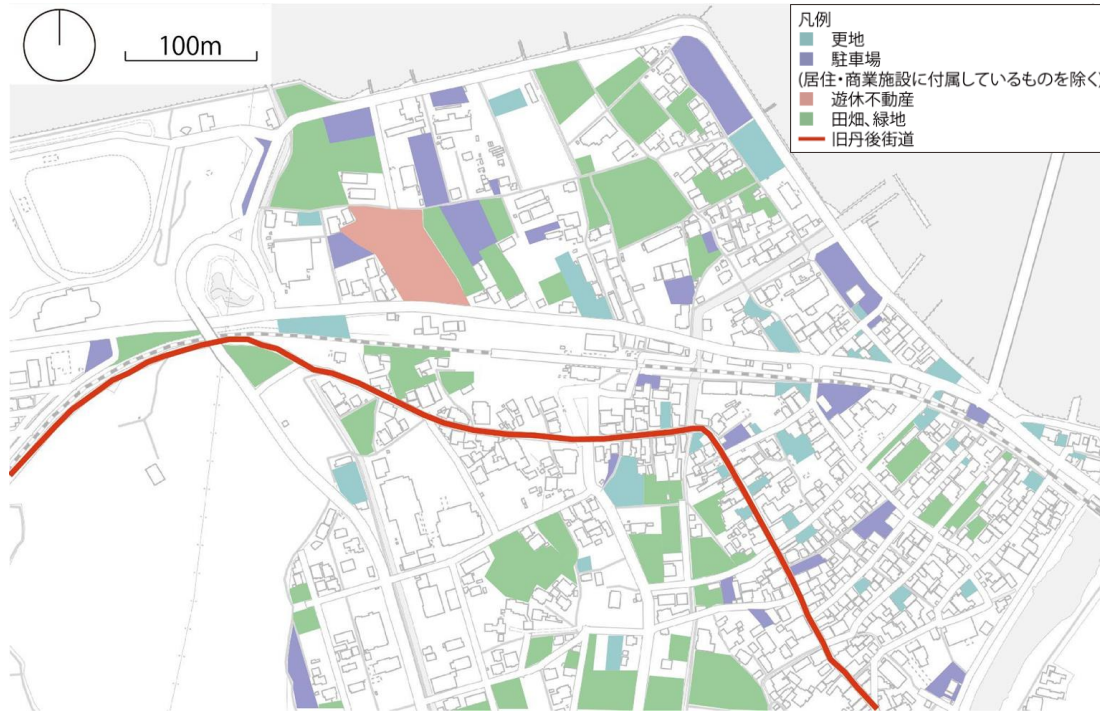 100m
凡例
更地
駐車場
(居住・商業施設に付属しているものを除く)
遊休不動産
田畑、緑地
旧丹後街道